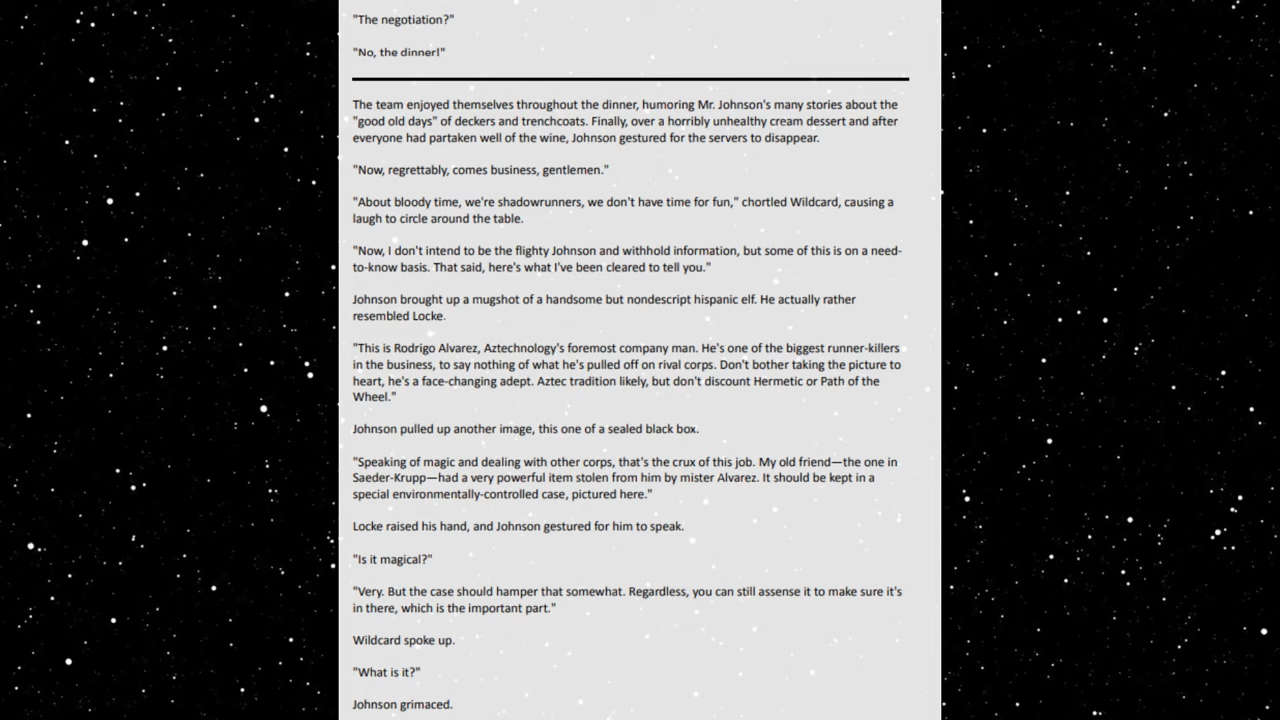 "The negotiation?"
"No, the dinner!"
The team enjoyed themselves throughout the dinner, humoring Mr. Johnson's many stories about the
"good old days" of deckers and trenchcoats. Finally, over a horribly unhealthy cream dessert and after
everyone had partaken well of the wine, Johnson gestured for the servers to disappear.
"Now, regrettably, comes business, gentlemen."
"About bloody time, we're shadowrunners, we don't have time for fun," chortled Wildcard, causing a
laugh to circle around the table.
"Now, I don't intend to be the flighty Johnson and withhold information, but some of this is on a need-
to-know basis. That said, here's what I've been cleared to tell you."
Johnson brought up a mugshot of a handsome but nondescript hispanic elf. He actually rather
resembled Locke.
"This is Rodrigo Alvarez, Aztechnology's foremost company man. He's one of the biggest runner-killers
in the business, to say nothing of what he's pulled off on rival corps. Don't bother taking the picture to
heart, he's a face-changing adept. Aztec tradition likely, but don't discount Hermetic or Path of the
Wheel."
Johnson pulled up another image, this one of a sealed black box.
"Speaking of magic and dealing with other corps, that's the crux of this job. My old friend—the one in
Saeder-Krupp—had a very powerful item stolen from him by mister Alvarez. It should be kept in a
special environmentally-controlled case, pictured here."
Locke raised his hand, and Johnson gestured for him to speak.
"Is it magical?"
"Very. But the case should hamper that somewhat. Regardless, you can still assense it to make sure it's
in there, which is the important part."
Wildcard spoke up.
"What is it?"
Johnson grimaced.